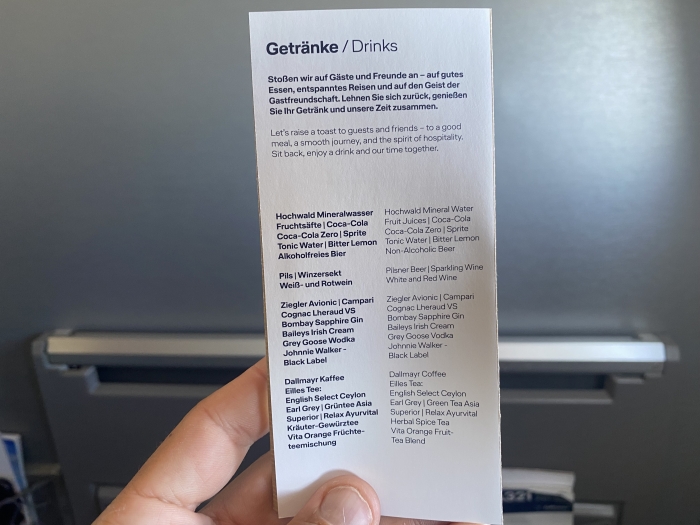 Getränke / Drinks
Stoßen wir auf Gäste und Freunde an – auf gutes
Essen, entspanntes Reisen und auf den Geist der
Gastfreundschaft. Lehnen Sie sich zurück, genießen
Sie Ihr Getränk und unsere Zeit zusammen.
Let's raise a toast to guests and friends – to a good
meal, a smooth journey, and the spirit of hospitality.
Sit back, enjoy a drink and our time together.
Hochwald Mineralwasser
Fruchtsäfte | Coca-Cola
Coca-Cola Zero | Sprite
Tonic Water | Bitter Lemon
Alkoholfreies Bier
Pils | Winzersekt
Weiß- und Rotwein
Ziegler Avionic | Campari
Cognac Lheraud VS
Bombay Sapphire Gin
Baileys Irish Cream
Grey Goose Wodka
Johnnie Walker -
Black Label
Dallmayr Kaffee
Eilles Tee:
English Select Ceylon
Earl Grey | Grüntee Asia
Superior | Relax Ayurvital
Kräuter-Gewürztee
Vita Orange Früchte-
teemischung
Hochwald Mineral Water
Fruit Juices | Coca-Cola
Coca-Cola Zero | Sprite
Tonic Water | Bitter Lemon
Non-Alcoholic Beer
Pilsner Beer | Sparkling Wine
White and Red Wine
Ziegler Avionic | Campari
Cognac Lheraud VS
Bombay Sapphire Gin
Baileys Irish Cream
Grey Goose Vodka
Johnnie Walker -
Black Label
Dallmayr Coffee
Eilles Tea:
English Select Ceylon
Earl Grey | Green Tea Asia
Superior | Relax Ayurvital
Herbal Spice Tea
Vita Orange Fruit-
Tea Blend
321